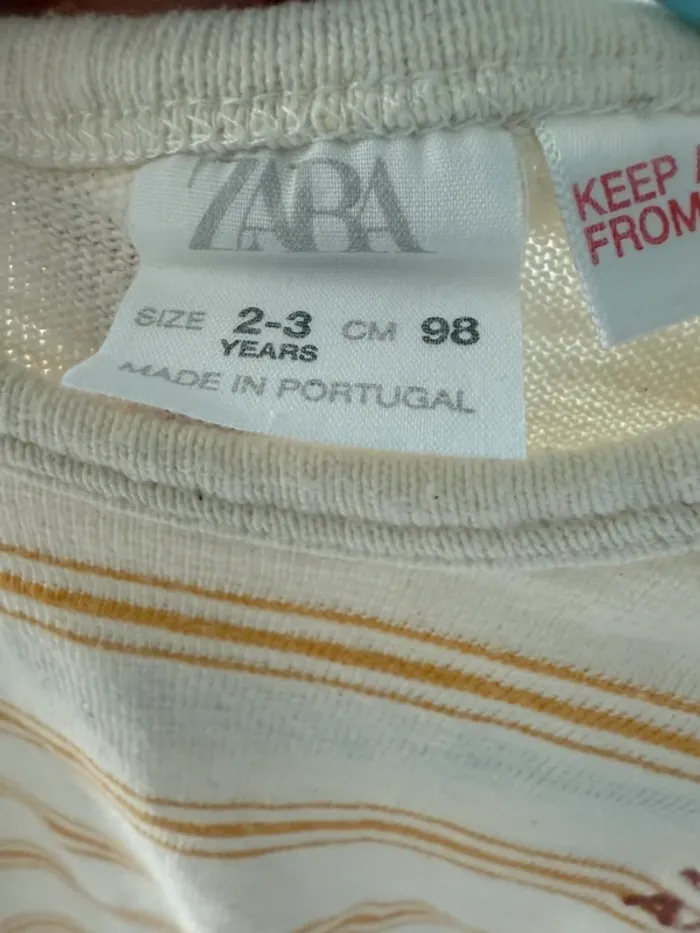 ZARA
SIZE 2-3 CM 98
YEARS
MADE IN PORTUGAL
KEEP
FROM